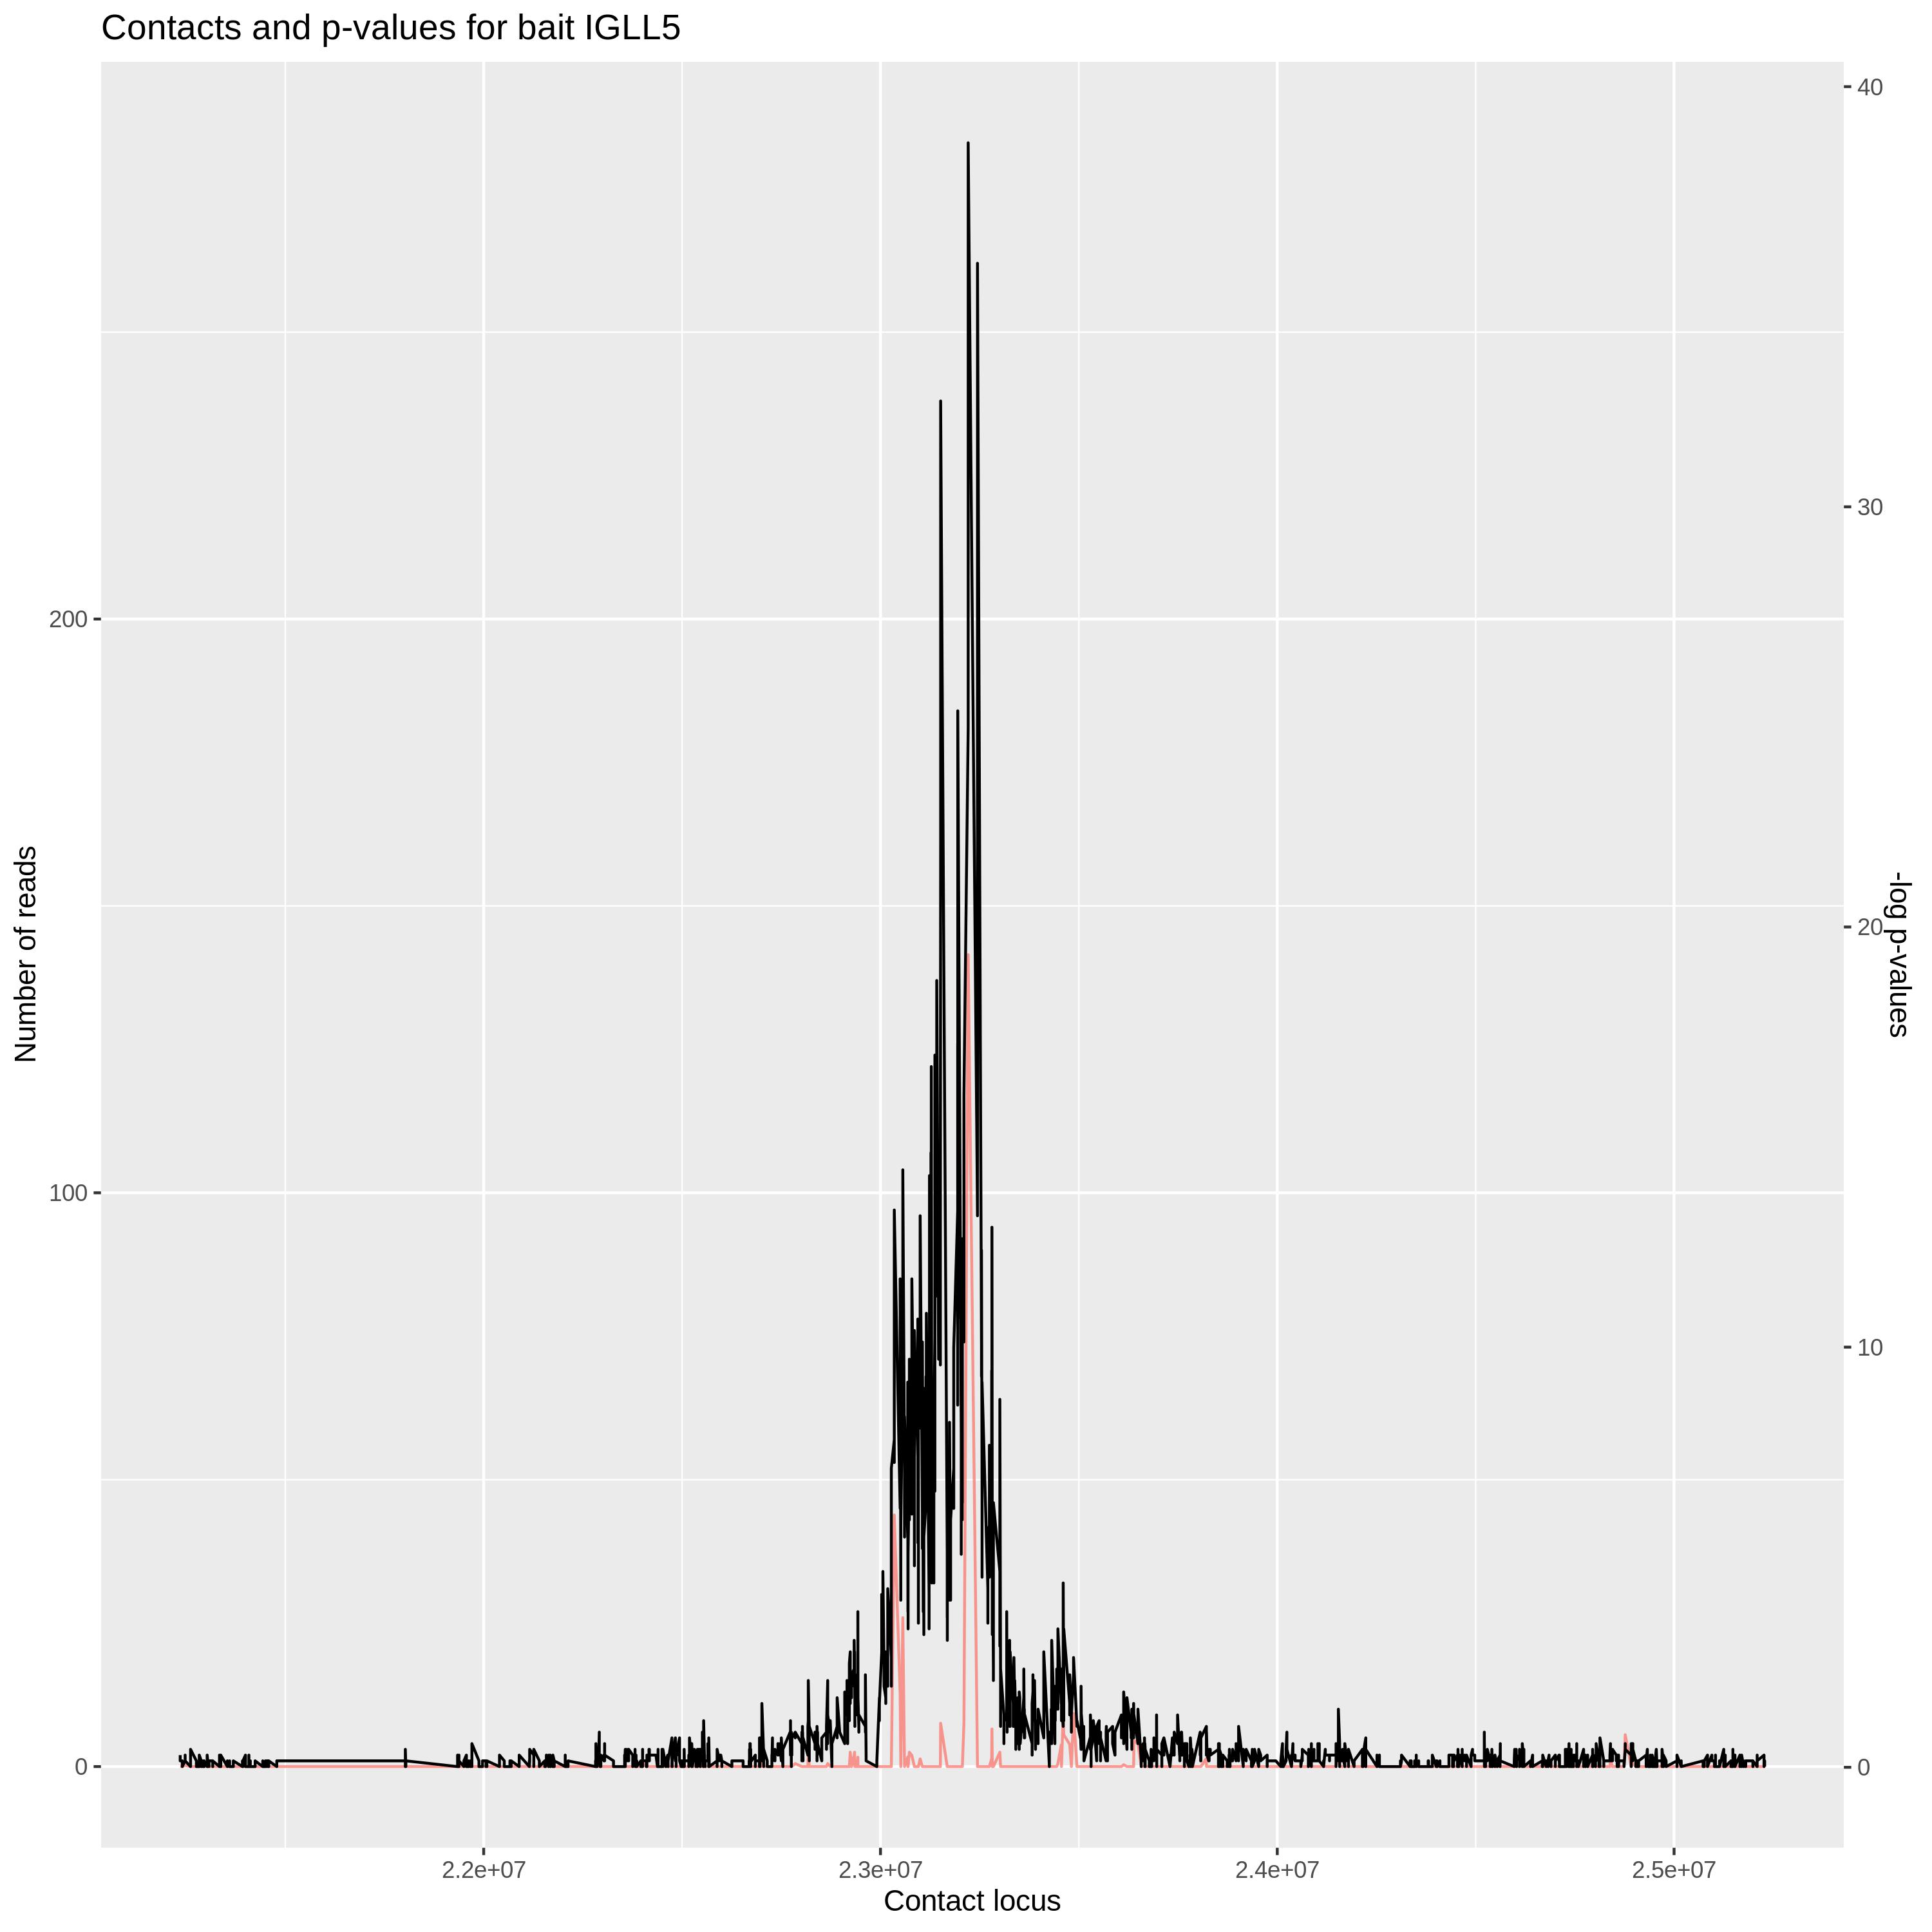 Contacts and p-values for bait IGLL5
40
30
200
20
Number of reads
-log p-values
100
10
0
0
2.2e+07
2.3e+07
2.4e+07
2.5e+07
Contact locus